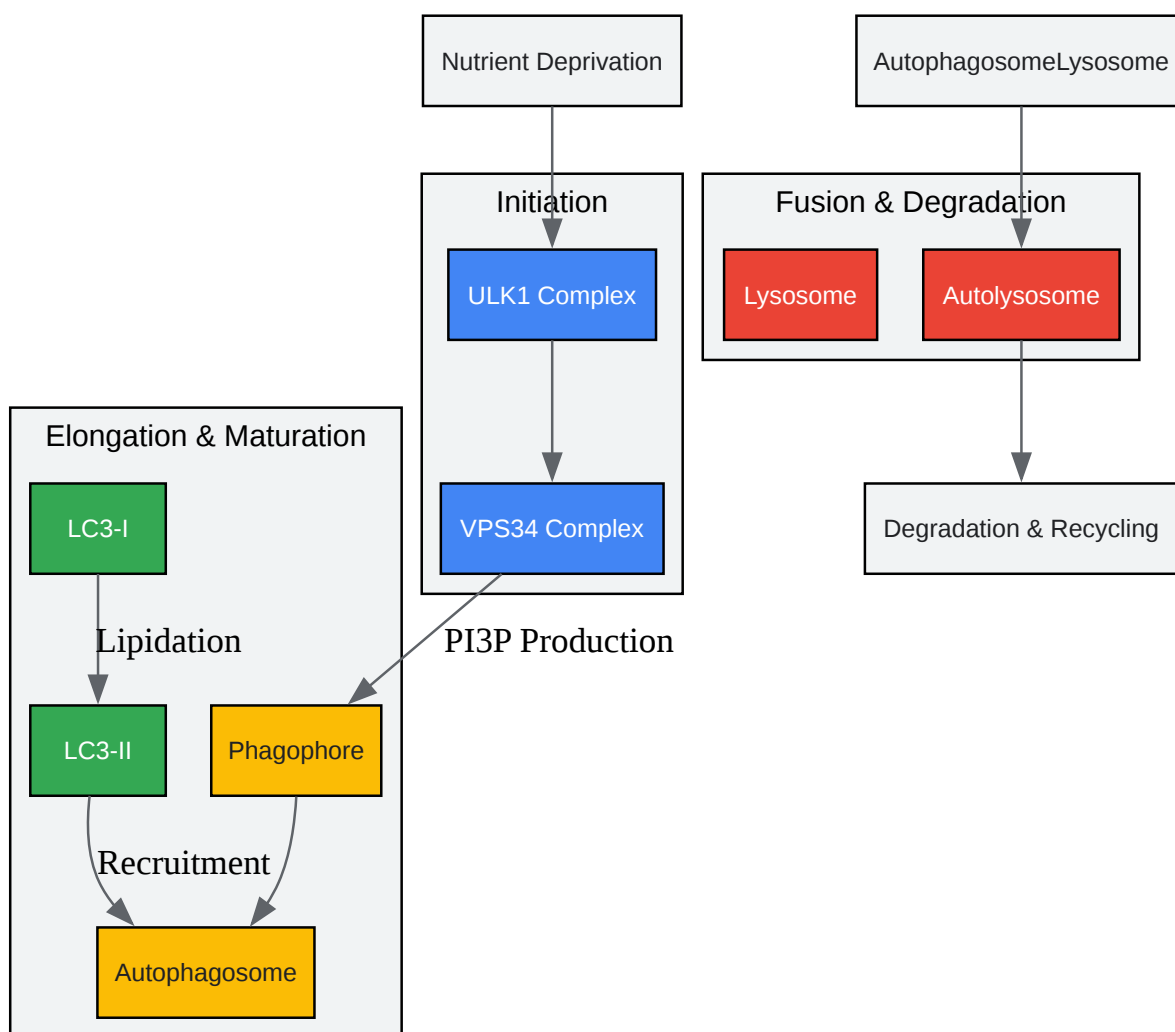 Nutrient Deprivation
AutophagosomeLysosome
Initiation
Fusion & Degradation
ULK1 Complex
Lysosome
Autolysosome
Elongation & Maturation
LC3-I
VPS34 Complex
Degradation & Recycling
Lipidation
PI3P Production
LC3-II
Phagophore
Recruitment
Autophagosome